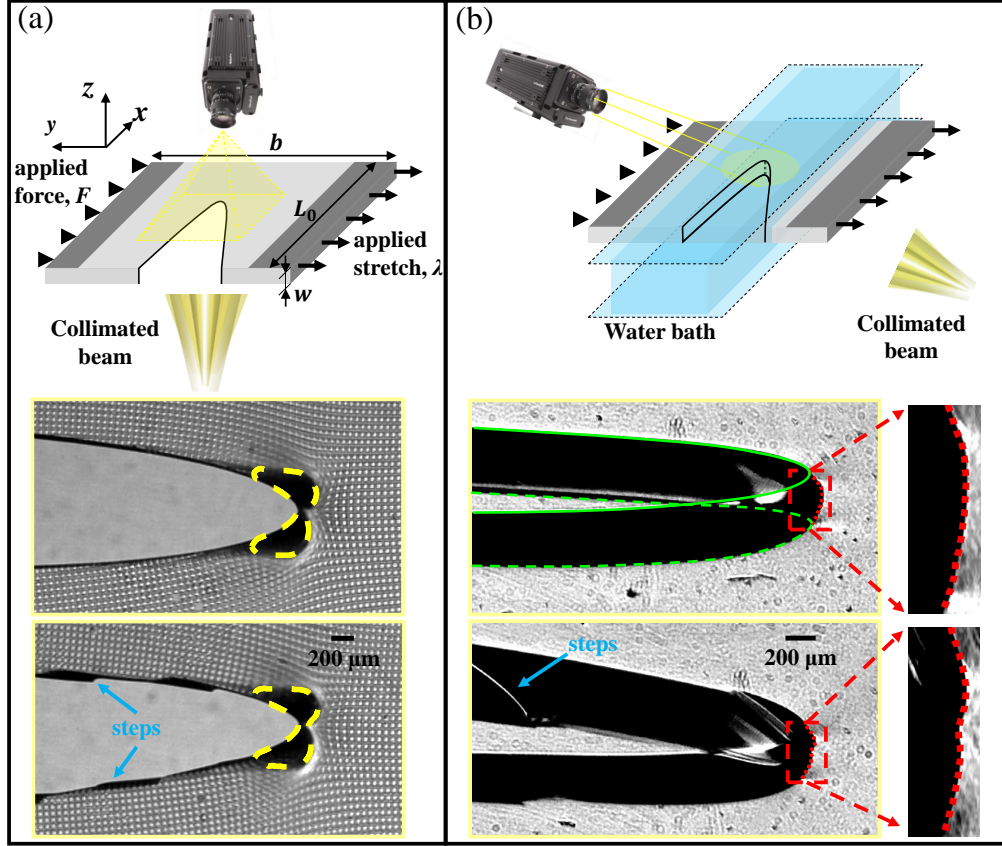 (a)
z
x
y
applied
force, F
b
L0
applied
stretch, λ
w
Collimated
beam
200 μm
steps
(b)
Water bath
Collimated
beam
steps
200 μm